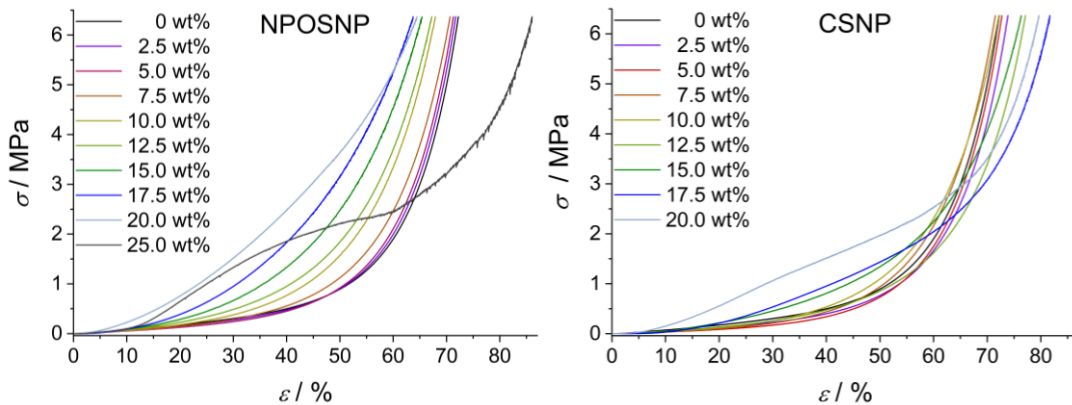 NPOSNP
0 wt%
2.5 wt%
5.0 wt%
7.5 wt%
10.0 wt%
12.5 wt%
15.0 wt%
17.5 wt%
20.0 wt%
25.0 wt%
6
5
4
3
2
1
0
σ / MPa
0 10 20 30 40 50 60 70 80
ε / %
CSNP
0 wt%
2.5 wt%
5.0 wt%
7.5 wt%
10.0 wt%
12.5 wt%
15.0 wt%
17.5 wt%
20.0 wt%
6
5
4
3
2
1
0
σ / MPa
0 10 20 30 40 50 60 70 80
ε / %